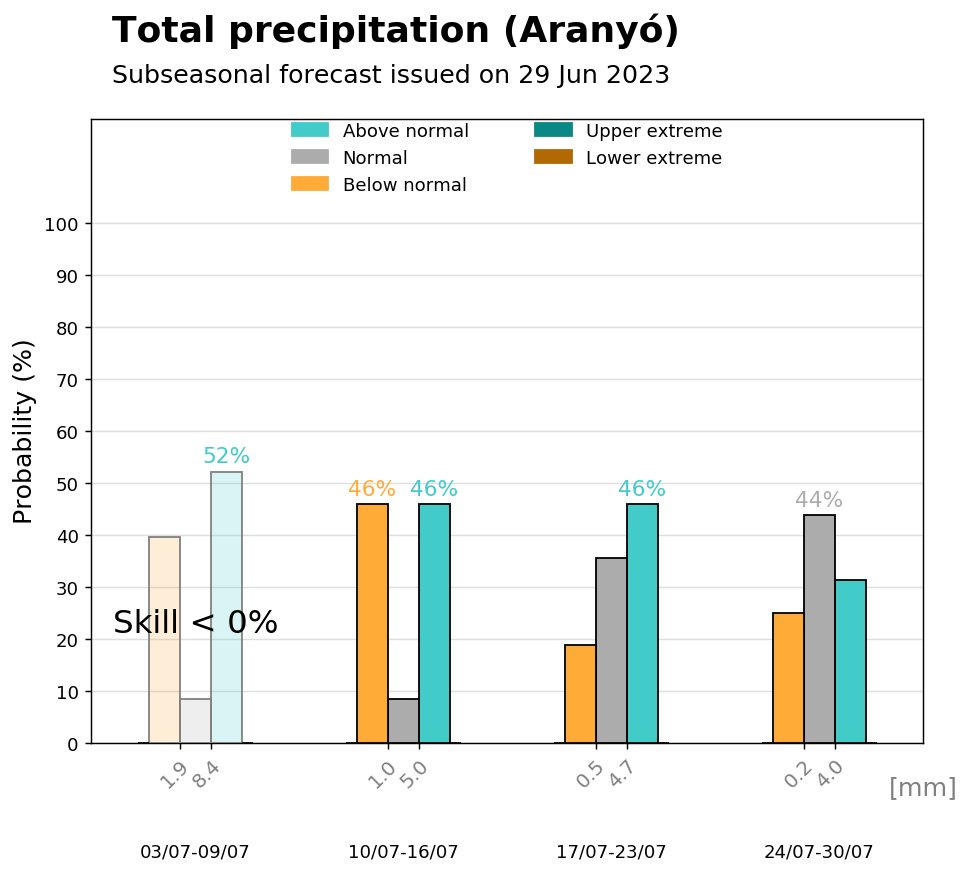 Total precipitation (Aranyó)
Subseasonal forecast issued on 29 Jun 2023
Above normal
Normal
Below normal
Upper extreme
Lower extreme
Probability (%)
100
90
80
70
60
50
40
30
20
10
0
52%
46% 46%
46%
44%
Skill < 0%
1.9 8.4
1.0 5.0
0.5 4.7
0.2 4.0
[mm]
03/07-09/07
10/07-16/07
17/07-23/07
24/07-30/07